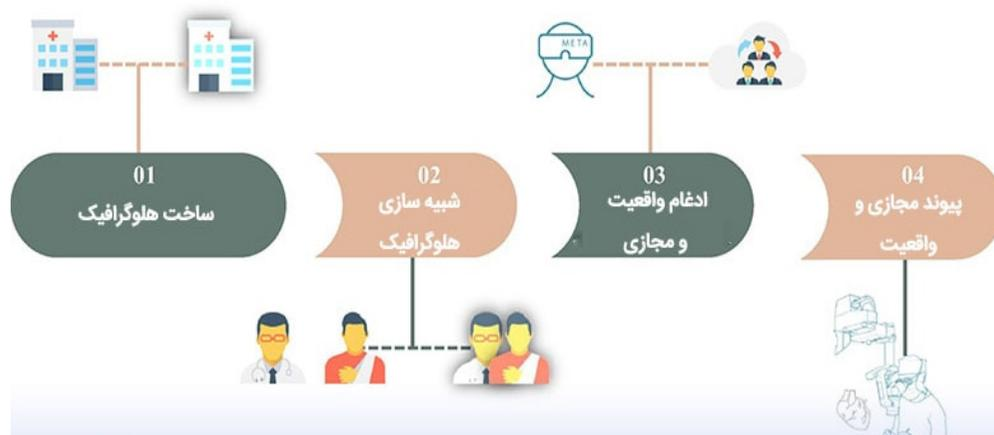 META
01
ساخت هلوگرافیک
02
شبیه سازی
هلوگرافیک
03
ادغام واقعیت
و مجازی
04
پیوند مجازی و
واقعیت